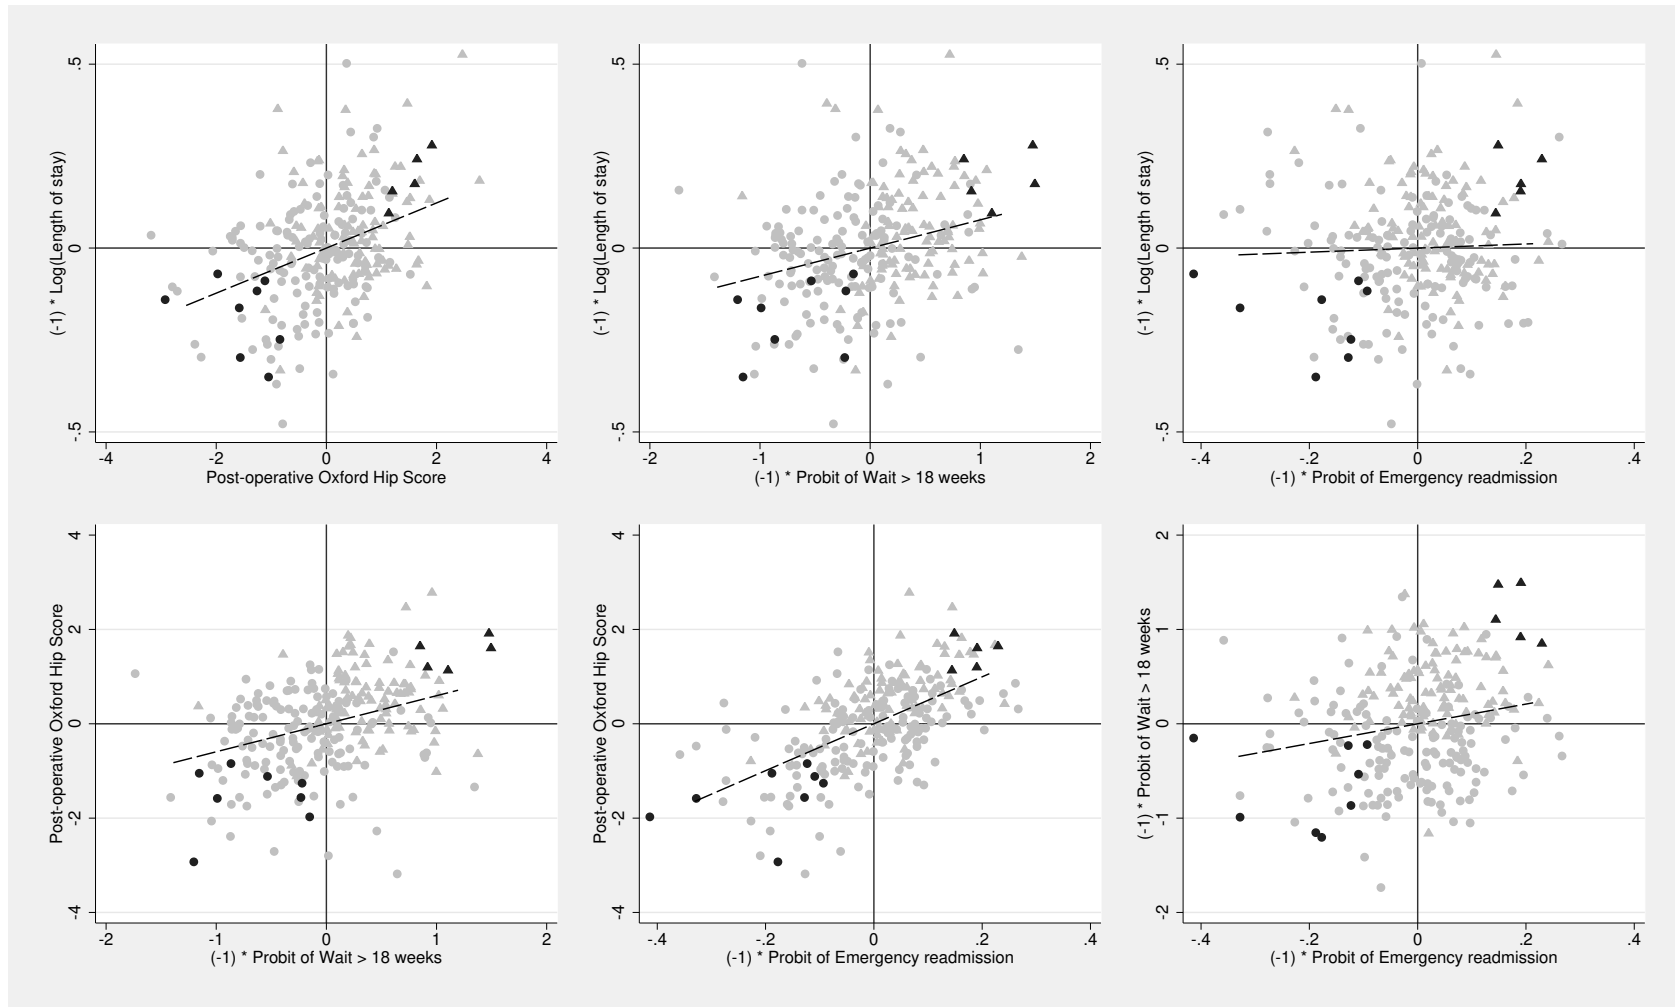 .5
0
-.5
(-1) * Log(Length of stay)
-4 -2 0 2 4
Post-operative Oxford Hip Score
.5
0
-.5
(-1) * Log(Length of stay)
-2 -1 0 1 2
(-1) * Probit of Wait > 18 weeks
.5
0
-.5
(-1) * Log(Length of stay)
-.4 -.2 0 .2 .4
(-1) * Probit of Emergency readmission
4
2
0
-2
-4
Post-operative Oxford Hip Score
-2 -1 0 1 2
(-1) * Probit of Wait > 18 weeks
4
2
0
-2
-4
Post-operative Oxford Hip Score
-.4 -.2 0 .2 .4
(-1) * Probit of Emergency readmission
2
1
0
-1
-2
(-1) * Probit of Wait > 18 weeks
-.4 -.2 0 .2 .4
(-1) * Probit of Emergency readmission